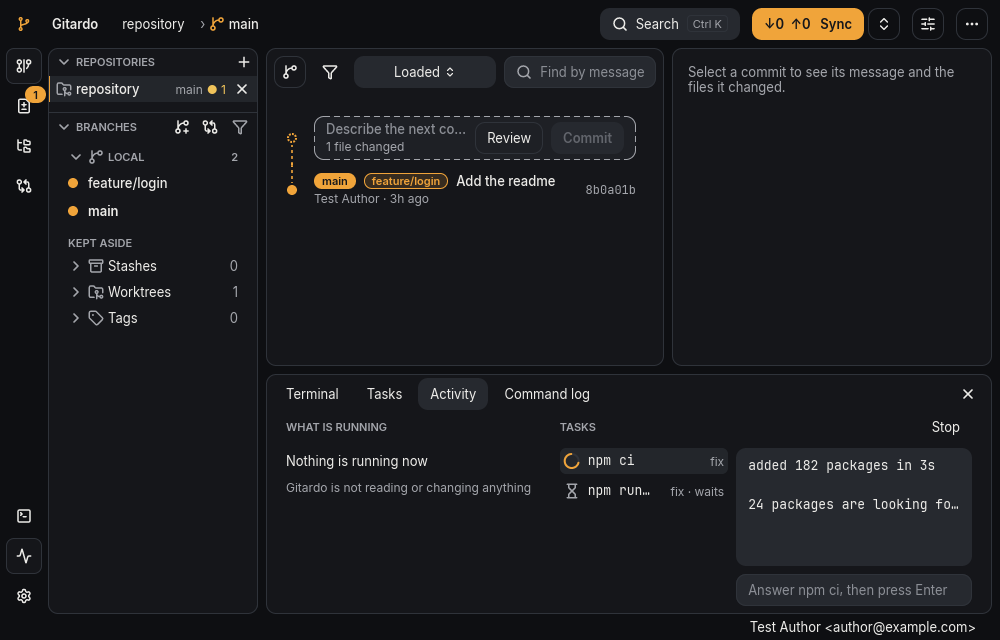 Gitardo
repository
main
Search
Ctrl K
↓0 ↑0 Sync
REPOSITORIES
repository
main
1
1
BRANCHES
LOCAL
2
feature/login
main
KEPT ASIDE
Stashes
0
Worktrees
1
Tags
0
Loaded
Find by message
Describe the next co…
1 file changed
Review
Commit
main
feature/login
Add the readme
8b0a01b
Test Author · 3h ago
Select a commit to see its message and the
files it changed.
Terminal
Tasks
Activity
Command log
WHAT IS RUNNING
Nothing is running now
Gitardo is not reading or changing anything
TASKS
Stop
npm ci
fix
npm run…
fix · waits
added 182 packages in 3s
24 packages are looking fo…
Answer npm ci, then press Enter
Test Author <author@example.com>